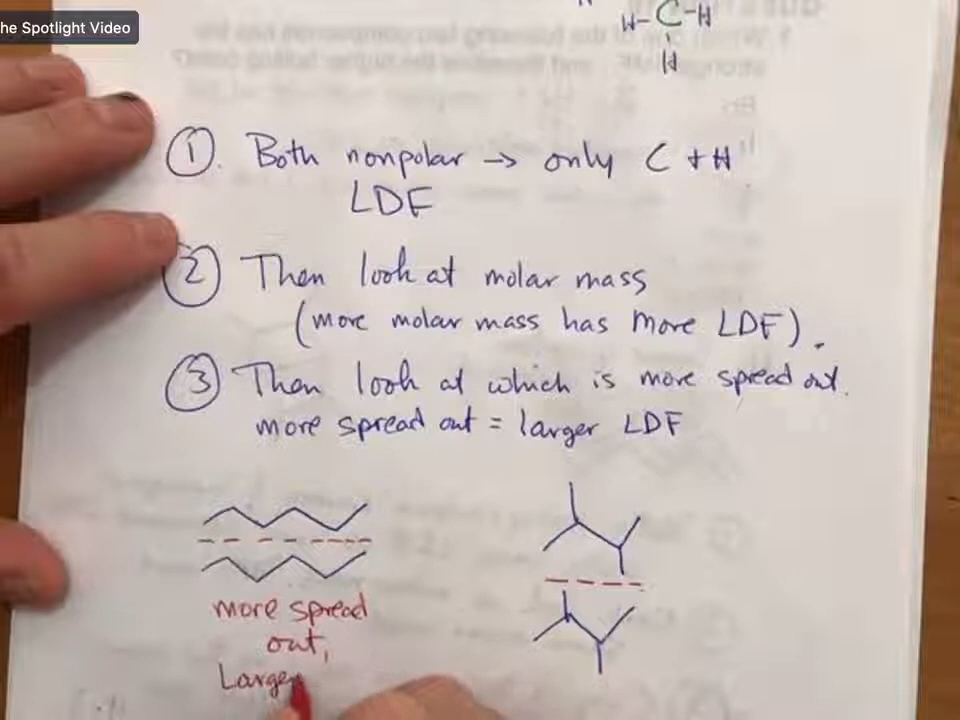 he Spotlight Video
H-C-H
H
① Both nonpolar → only C + H
LDF
② Then look at molar mass
(more molar mass has more LDF).
③ Then look at which is more spread out.
more spread out = larger LDF
more spread
out,
Larger